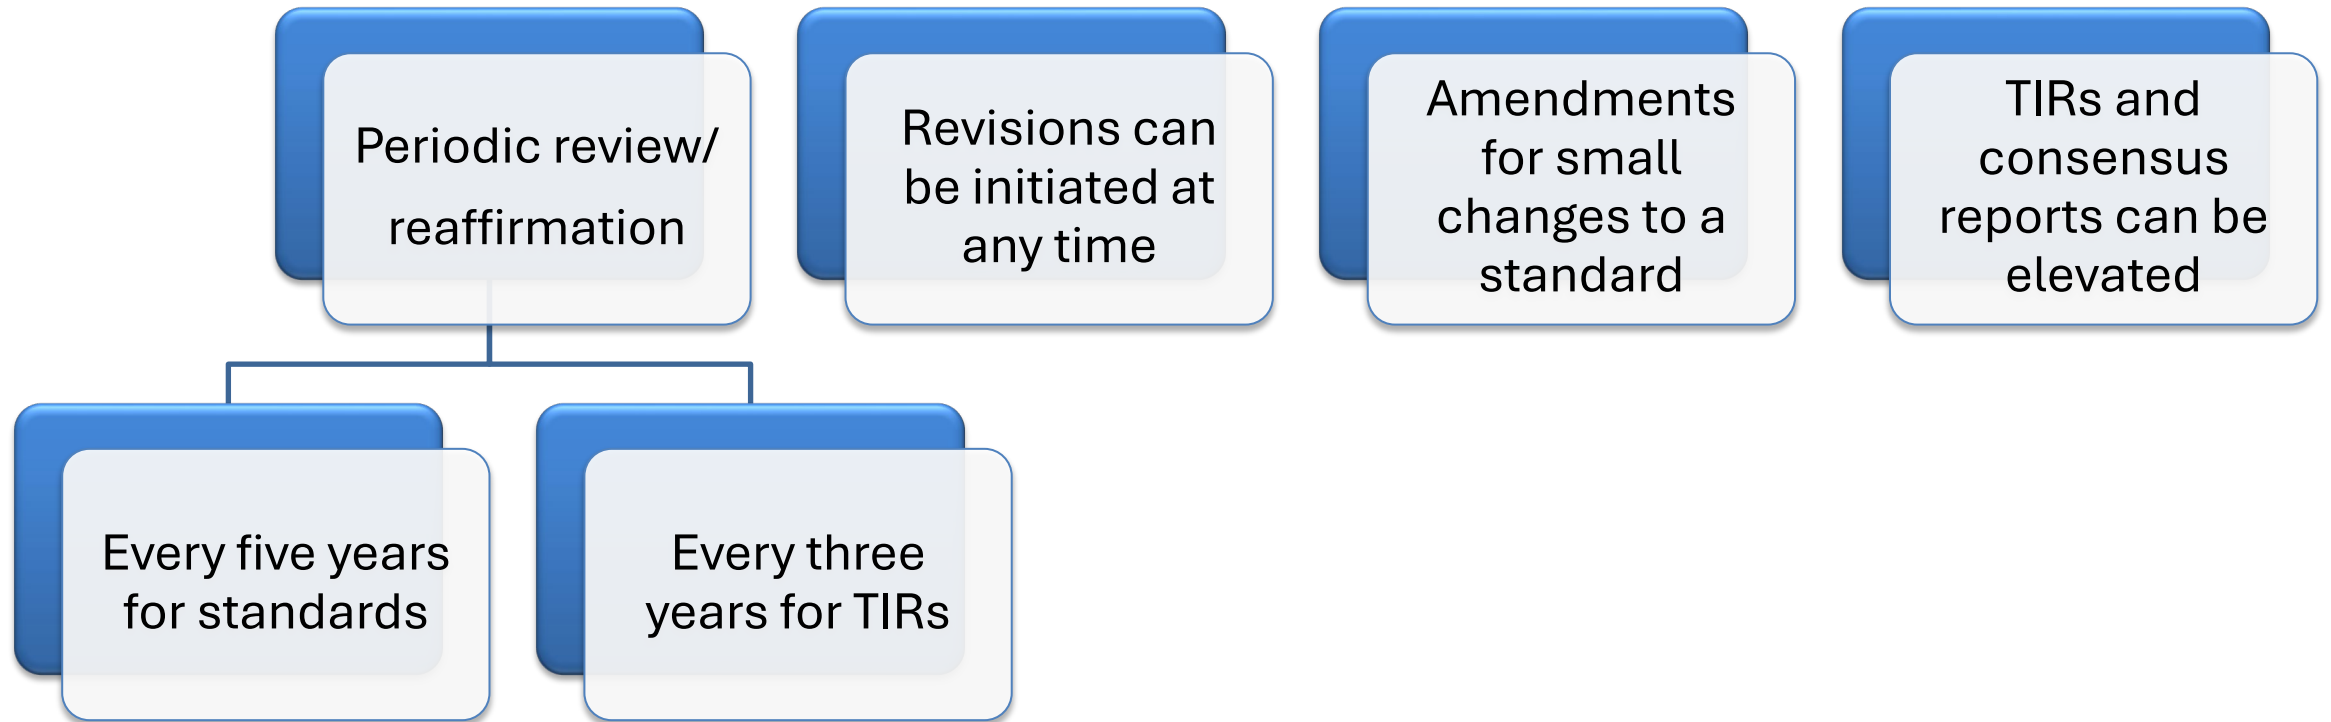 Periodic review/
reaffirmation
Revisions can
be initiated at
any time
Amendments
for small
changes to a
standard
TIRs and
consensus
reports can be
elevated
Every five years
for standards
Every three
years for TIRs